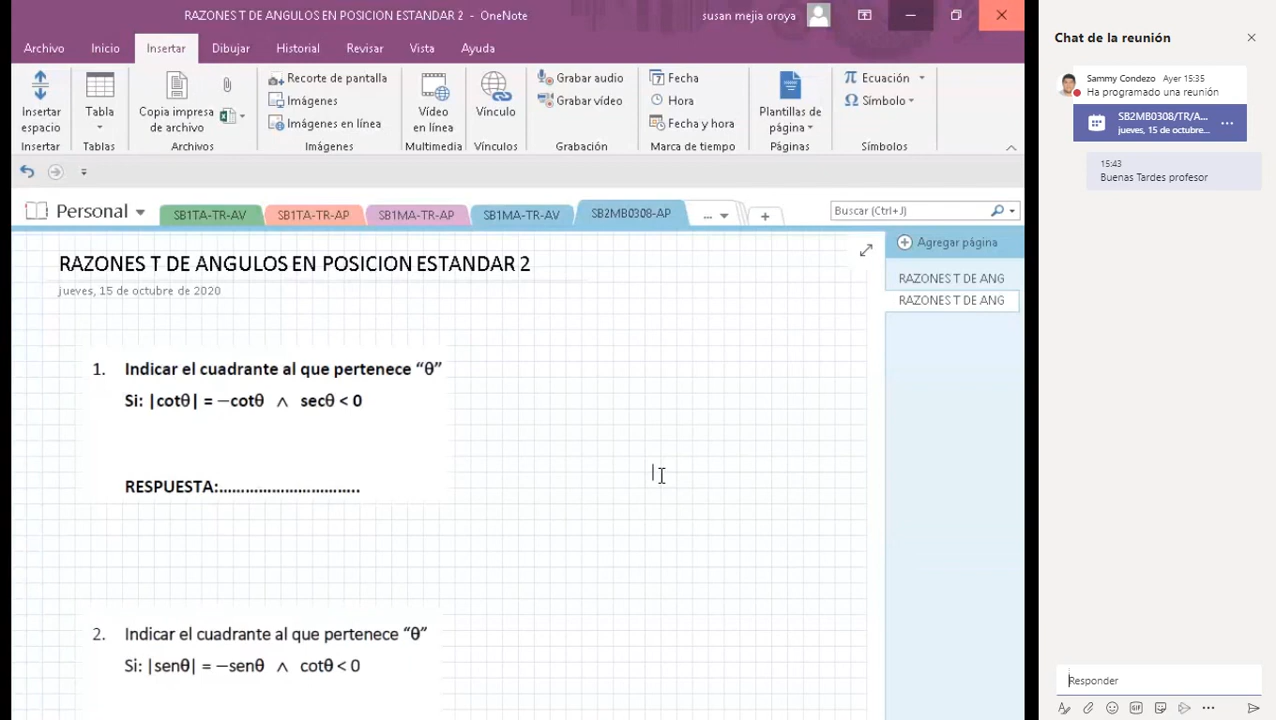 RAZONES T DE ANGULOS EN POSICION ESTANDAR 2 - OneNote
susan mejia oroya
Archivo Inicio Insertar Dibujar Historial Revisar Vista Ayuda
Insertar espacio
Insertar
Tabla
Tablas
Copia impresa de archivo
Archivos
Recorte de pantalla
Imágenes
Imágenes en línea
Imágenes
Vídeo en línea
Multimedia
Vínculo
Vínculos
Grabar audio
Grabar vídeo
Grabación
Fecha
Hora
Fecha y hora
Marca de tiempo
Plantillas de página
Páginas
π Ecuación
Ω Símbolo
Símbolos
Personal
SB1TA-TR-AV SB1TA-TR-AP SB1MA-TR-AP SB1MA-TR-AV SB2MB0308-AP ...
Buscar (Ctrl+J)
Agregar página
RAZONES T DE ANG
RAZONES T DE ANG
RAZONES T DE ANGULOS EN POSICION ESTANDAR 2
jueves, 15 de octubre de 2020
1. Indicar el cuadrante al que pertenece “θ”
Si: |cotθ| = −cotθ ∧ secθ < 0
RESPUESTA:.................................
2. Indicar el cuadrante al que pertenece “θ”
Si: |senθ| = −senθ ∧ cotθ < 0
Chat de la reunión
Sammy Condezo Ayer 15:35
Ha programado una reunión
SB2MB0308/TR/A...
jueves, 15 de octubre...
15:43
Buenas Tardes profesor
Responder
GIF